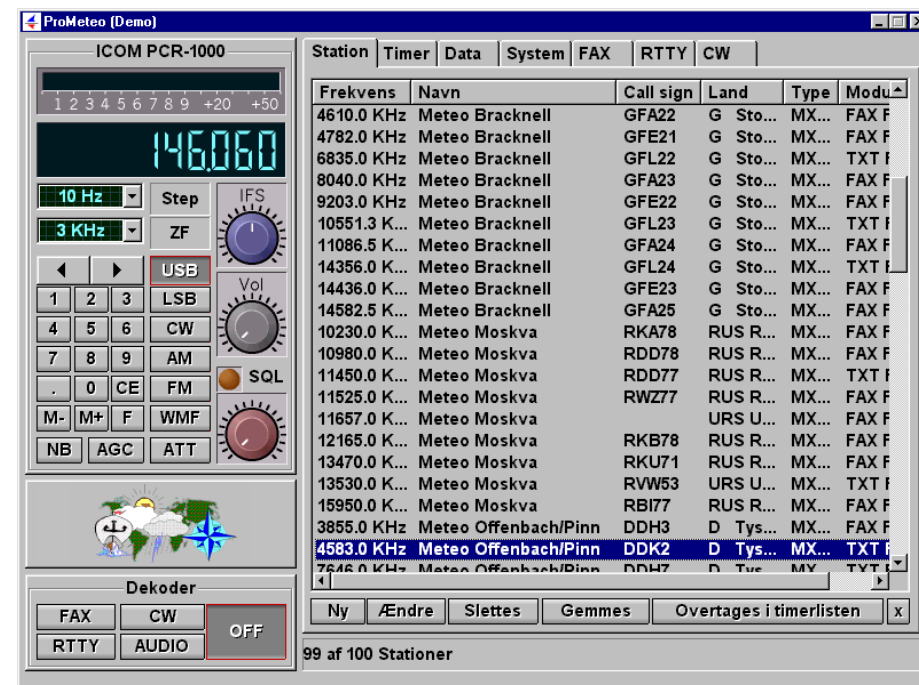 ProMeteo (Demo)
ICOM PCR-1000
1 2 3 4 5 6 7 8 9 +20 +50
146.060
10 Hz Step IFS
3 KHz ZF
USB
Vol
1 2 3 LSB
4 5 6 CW
7 8 9 AM
SQL
. 0 CE FM
M- M+ F WMF
NB AGC ATT
Dekoder
FAX CW OFF
RTTY AUDIO
Station Timer Data System FAX RTTY CW
Frekvens Navn Call sign Land Type Modu
4610.0 KHz Meteo Bracknell GFA22 G Sto... MX... FAX F
4782.0 KHz Meteo Bracknell GFE21 G Sto... MX... FAX F
6835.0 KHz Meteo Bracknell GFL22 G Sto... MX... TXT F
8040.0 KHz Meteo Bracknell GFA23 G Sto... MX... FAX F
9203.0 KHz Meteo Bracknell GFE22 G Sto... MX... FAX F
10551.3 K... Meteo Bracknell GFL23 G Sto... MX... TXT F
11086.5 K... Meteo Bracknell GFA24 G Sto... MX... FAX F
14356.0 K... Meteo Bracknell GFL24 G Sto... MX... TXT F
14436.0 K... Meteo Bracknell GFE23 G Sto... MX... FAX F
14582.5 K... Meteo Bracknell GFA25 G Sto... MX... FAX F
10230.0 K... Meteo Moskva RKA78 RUS R... MX... FAX F
10980.0 K... Meteo Moskva RDD78 RUS R... MX... FAX F
11450.0 K... Meteo Moskva RDD77 RUS R... MX... TXT F
11525.0 K... Meteo Moskva RWZ77 RUS R... MX... FAX F
11657.0 K... Meteo Moskva URS U... MX... FAX F
12165.0 K... Meteo Moskva RKB78 RUS R... MX... FAX F
13470.0 K... Meteo Moskva RKU71 RUS R... MX... FAX F
13530.0 K... Meteo Moskva RVW53 URS U... MX... TXT F
15950.0 K... Meteo Moskva RBI77 RUS R... MX... FAX F
3855.0 KHz Meteo Offenbach/Pinn DDH3 D Tys... MX... FAX F
4583.0 KHz Meteo Offenbach/Pinn DDK2 D Tys... MX... TXT F
7646.0 KHz Meteo Offenbach/Pinn DDH7 D Tys... MX... TXT F
Ny Ændre Slettes Gemmes Overtages i timerlisten x
99 af 100 Stationer